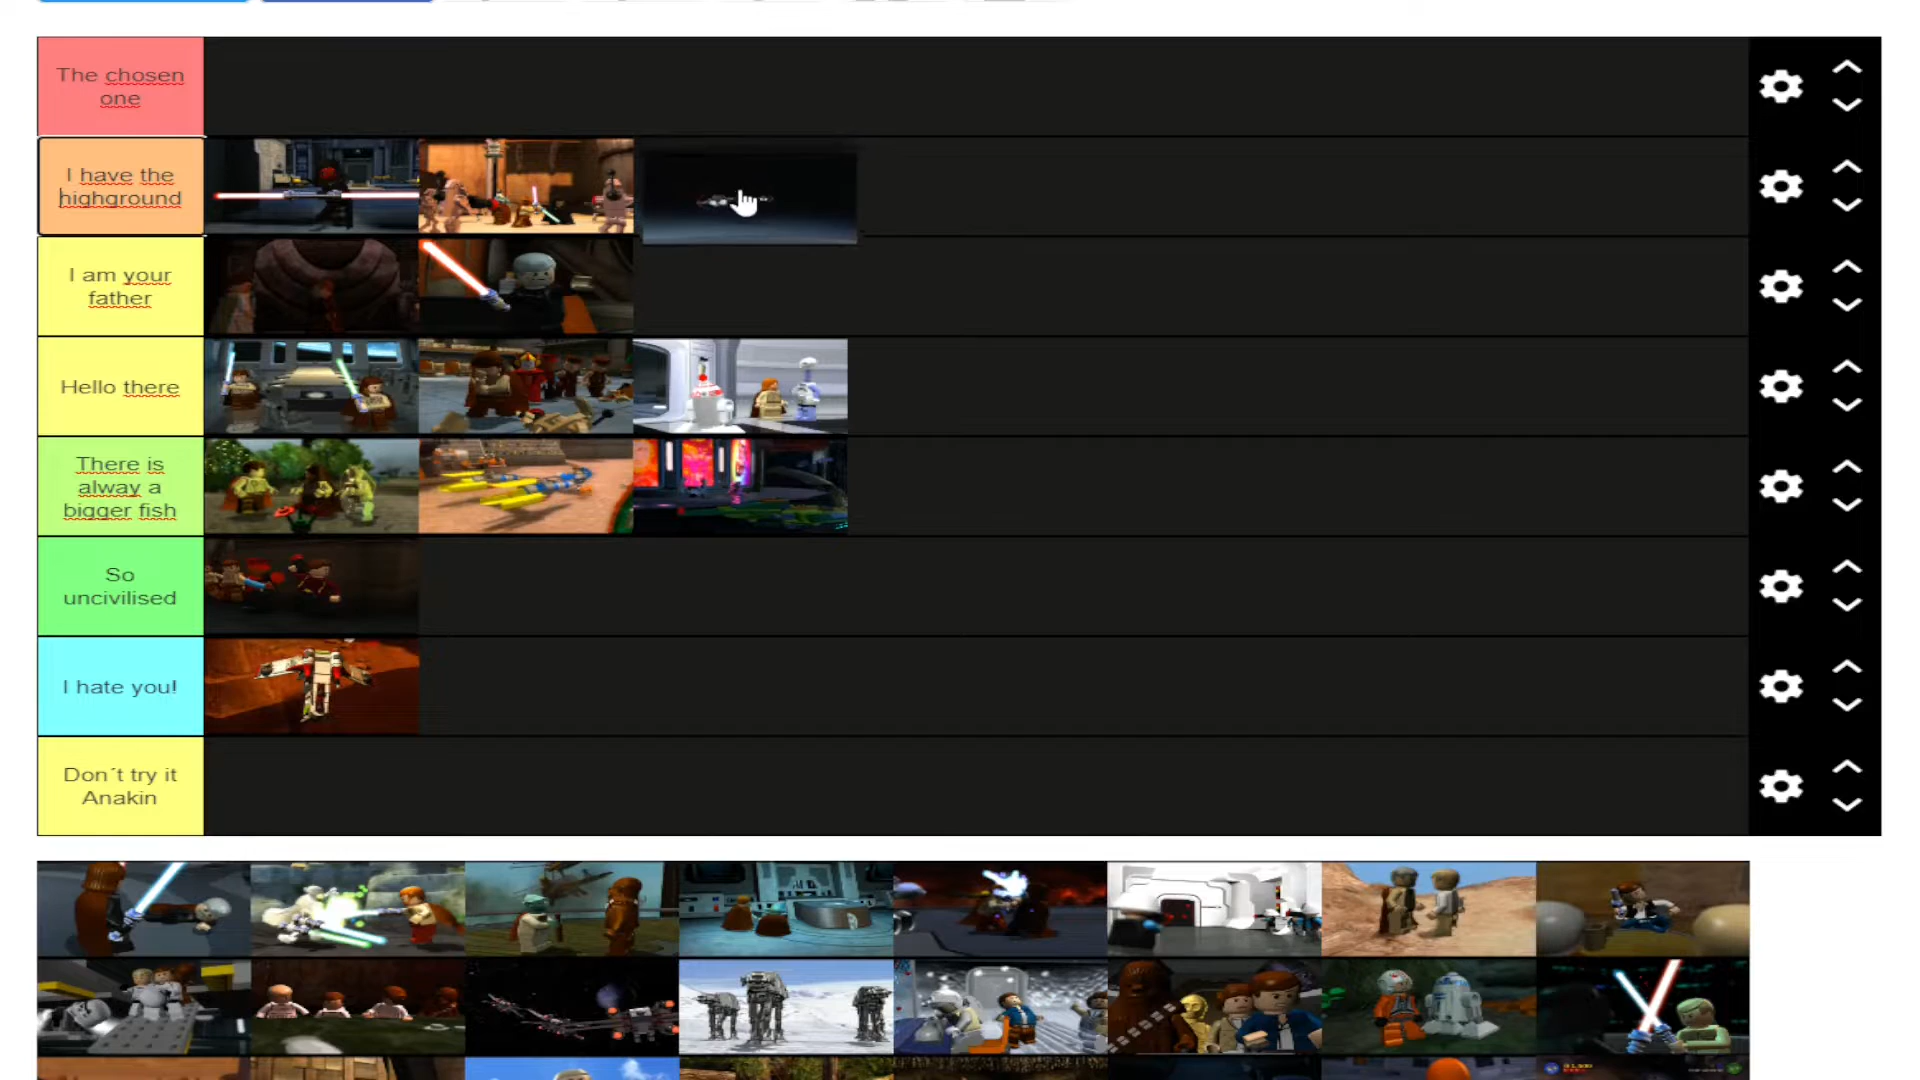 The chosen
one
I have the
highground
I am your
father
Hello there
There is
alway a
bigger fish
So
uncivilised
I hate you!
Don´t try it
Anakin